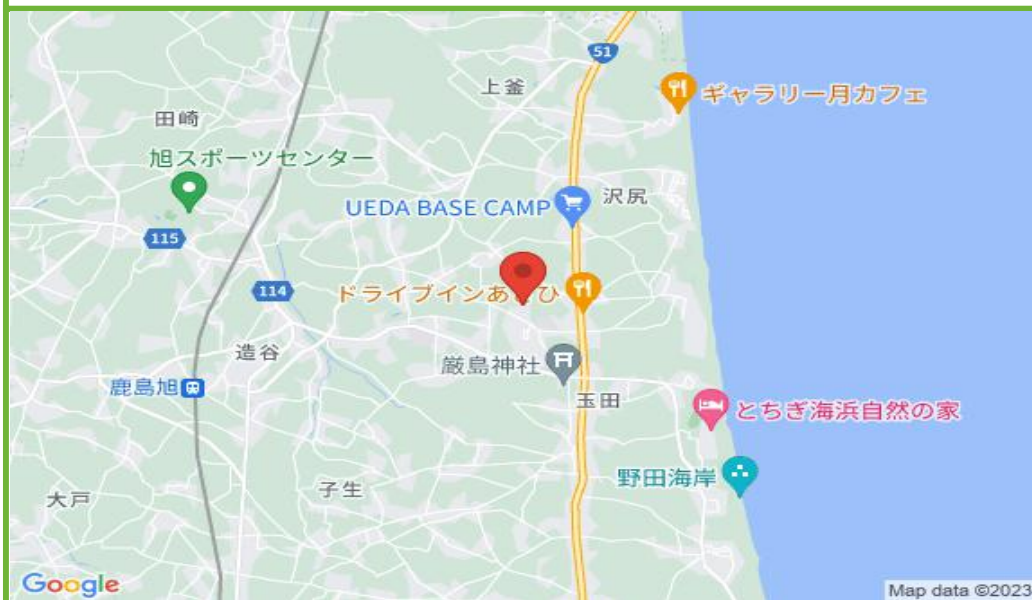 51
上釜
ギャラリー月カフェ
田崎
旭スポーツセンター
UEDA BASE CAMP
沢尻
115
114
ドライブインあさひ
造谷
厳島神社
鹿島旭
玉田
とちぎ海浜自然の家
野田海岸
子生
大戸
Google
Map data ©2023